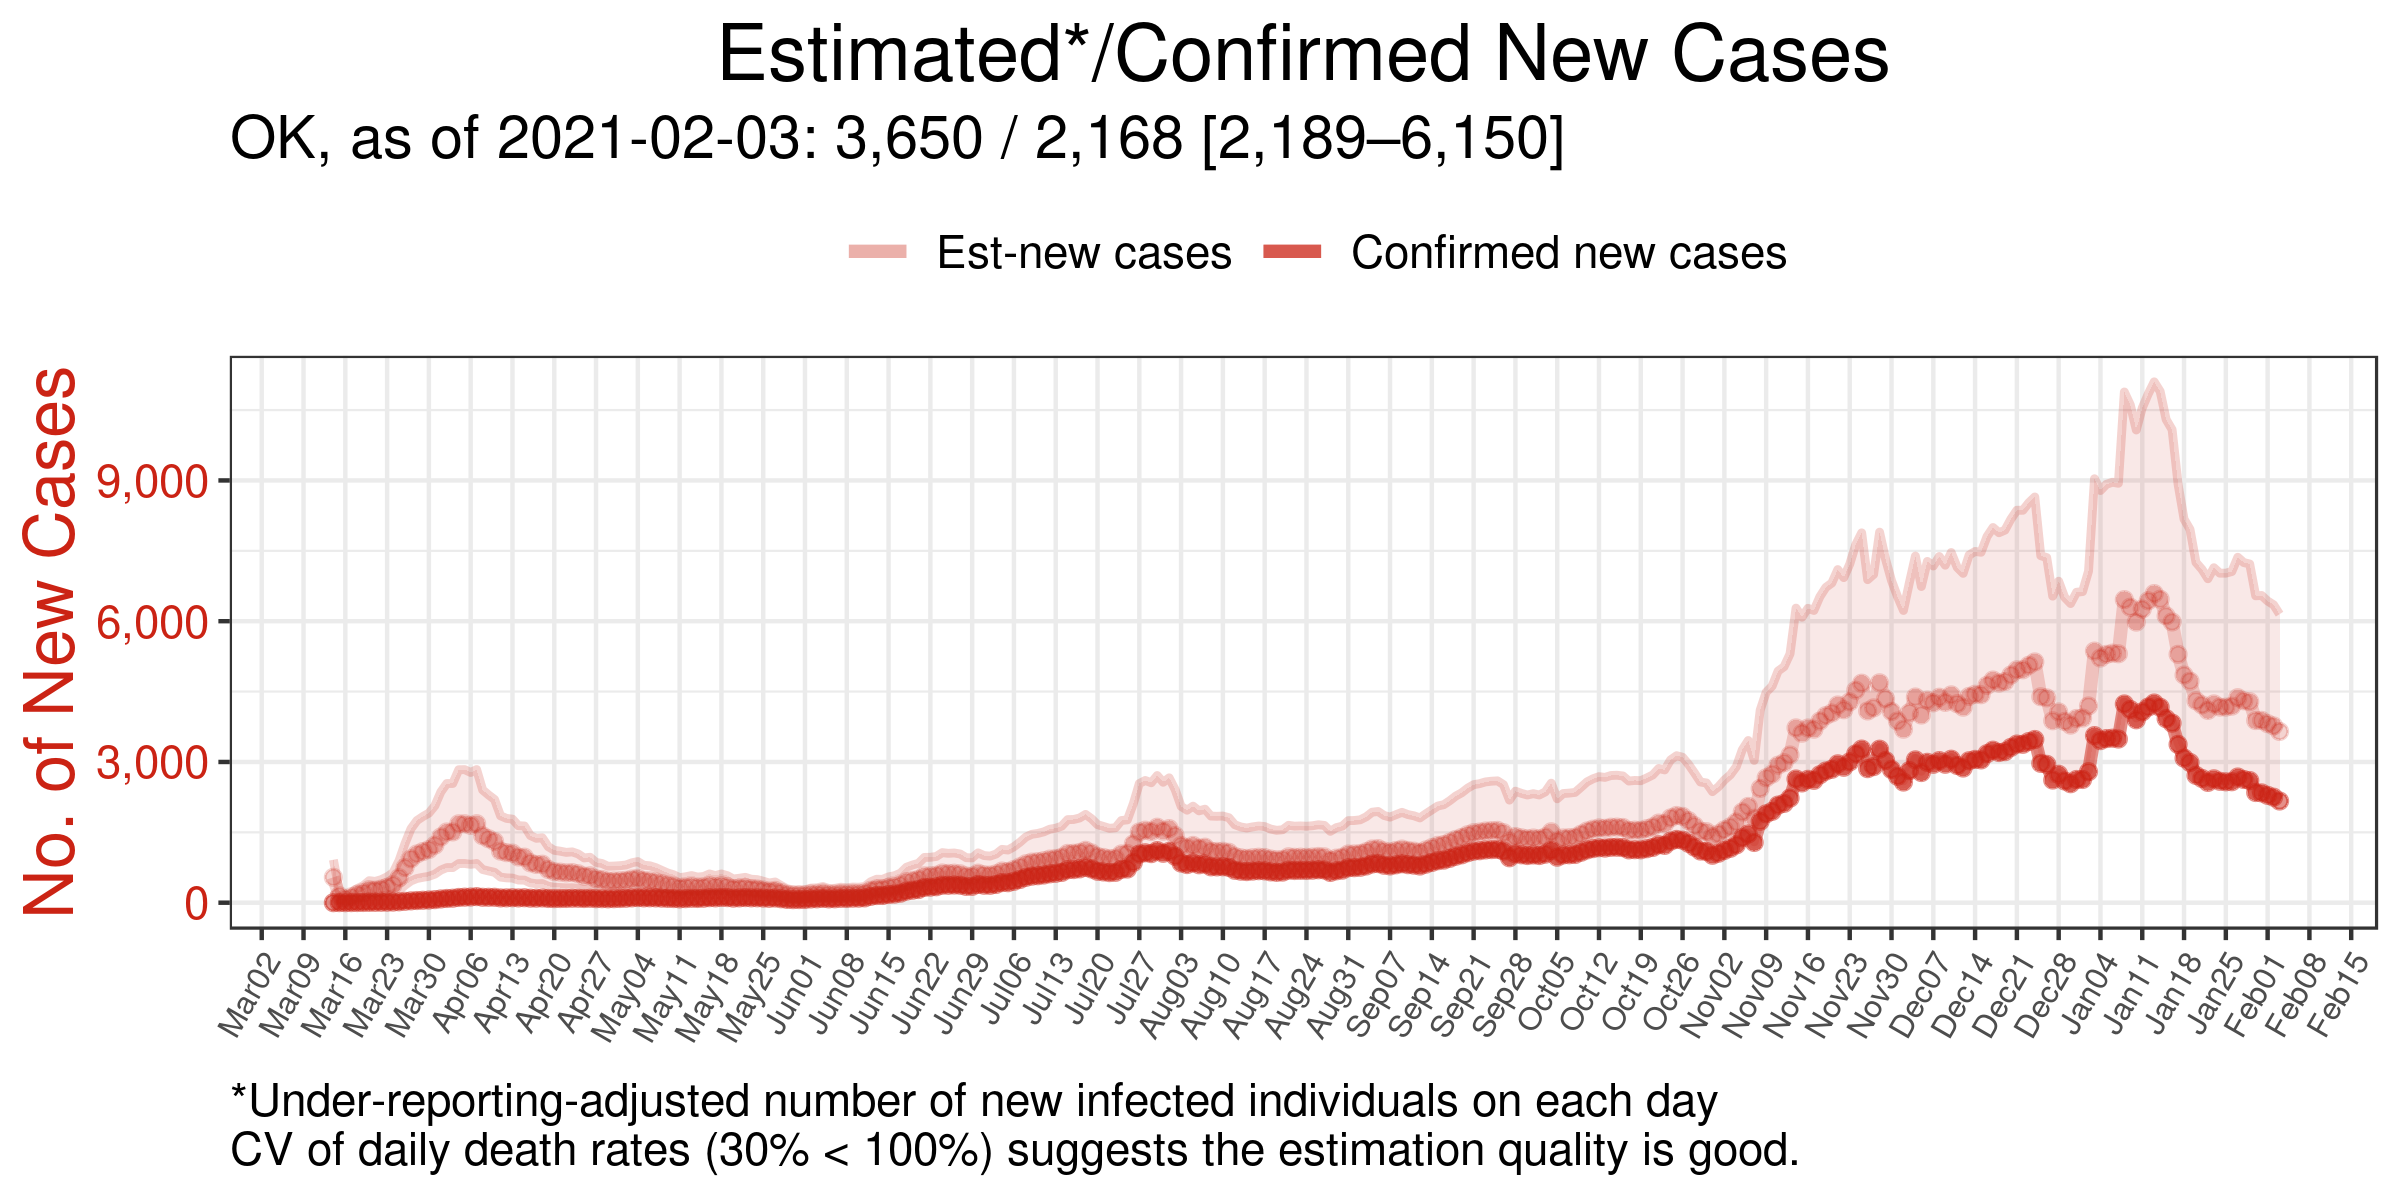 Estimated*/Confirmed New Cases
OK, as of 2021-02-03: 3,650 / 2,168 [2,189–6,150]
Est-new cases Confirmed new cases
No. of New Cases
9,000
6,000
3,000
0
Mar02 Mar09 Mar16 Mar23 Mar30 Apr06 Apr13 Apr20 Apr27 May04 May11 May18 May25 Jun01 Jun08 Jun15 Jun22 Jun29 Jul06 Jul13 Jul20 Jul27 Aug03 Aug10 Aug17 Aug24 Aug31 Sep07 Sep14 Sep21 Sep28 Oct05 Oct12 Oct19 Oct26 Nov02 Nov09 Nov16 Nov23 Nov30 Dec07 Dec14 Dec21 Dec28 Jan04 Jan11 Jan18 Jan25 Feb01 Feb08 Feb15
*Under-reporting-adjusted number of new infected individuals on each day
CV of daily death rates (30% < 100%) suggests the estimation quality is good.